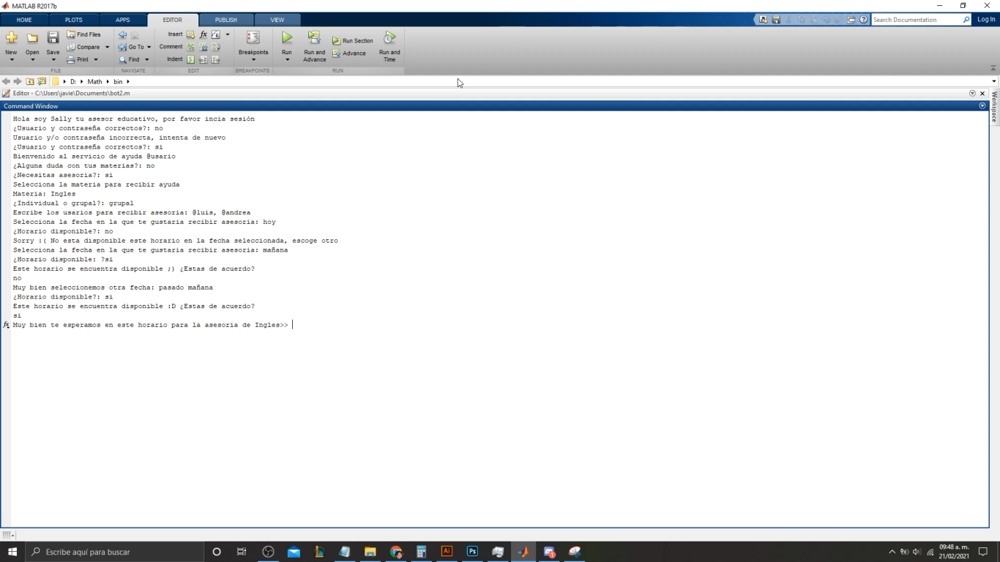 MATLAB R2017b
HOME PLOTS APPS EDITOR PUBLISH VIEW
Search Documentation Log In
New Open Save Find Files Compare Print
Go To Find
Insert fx
Comment %
Indent
Breakpoints Run Run and Advance Run Section Advance Run and Time
FILE NAVIGATE EDIT BREAKPOINTS RUN
D: Math bin
Editor - C:\Users\javie\Documents\bot2.m
Command Window
Workspace
Hola soy Sally tu asesor educativo, por favor incia sesión
¿Usuario y contraseña correctos?: no
Usuario y/o contraseña incorrecta, intenta de nuevo
¿Usuario y contraseña correctos?: si
Bienvenido al servicio de ayuda @usario
¿Alguna duda con tus materias?: no
¿Necesitas asesoria?: si
Selecciona la materia para recibir ayuda
Materia: Ingles
¿Individual o grupal?: grupal
Escribe los usarios para recibir asesoria: @luis, @andrea
Selecciona la fecha en la que te gustaria recibir asesoria: hoy
¿Horario disponible?: no
Sorry :( No esta disponible este horario en la fecha seleccionada, escoge otro
Selecciona la fecha en la que te gustaria recibir asesoria: mañana
¿Horario disponible: ?si
Este horario se encuentra disponible ;) ¿Estas de acuerdo?
no
Muy bien seleccionemos otra fecha: pasado mañana
¿Horario disponible?: si
Este horario se encuentra disponible :D ¿Estas de acuerdo?
si
fx Muy bien te esperamos en este horario para la asesoria de Ingles>>
Escribe aquí para buscar
Ai Ps
09:48 a. m.
21/02/2021